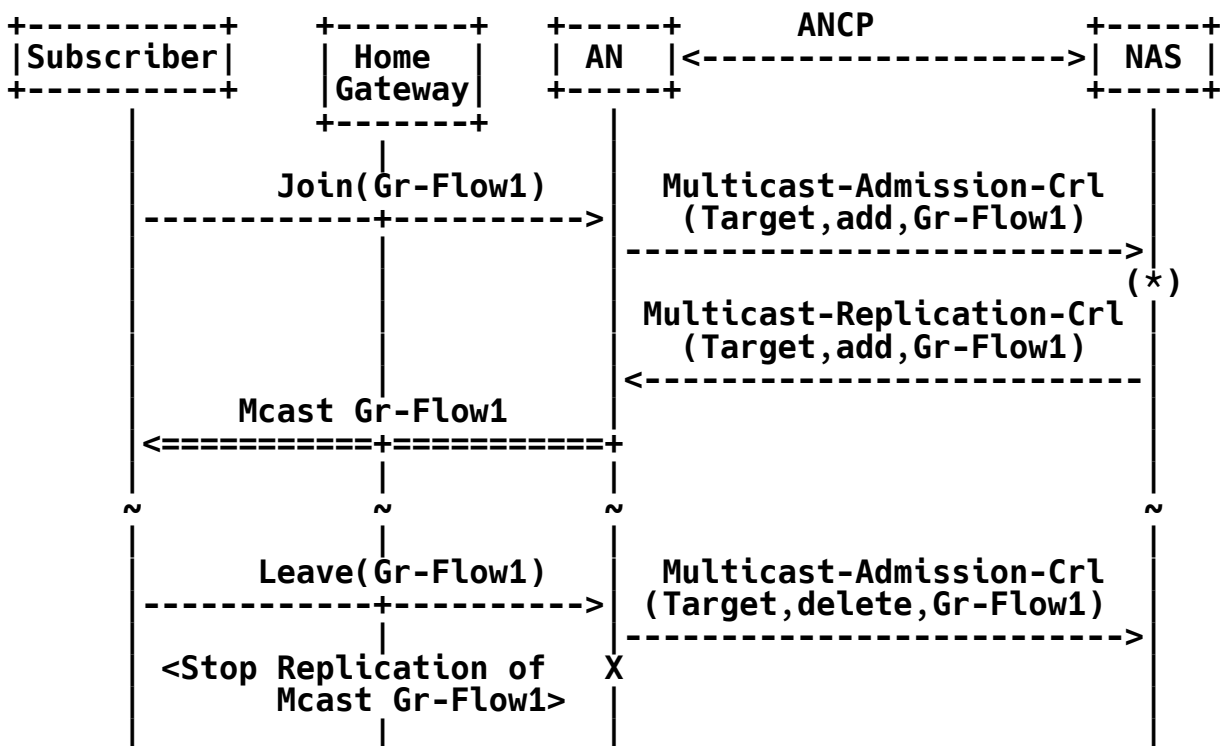 ANCP
Subscriber Home AN <-------------------> NAS
Gateway
Join(Gr-Flow1) Multicast-Admission-Crl
------------+----------> (Target,add,Gr-Flow1)
-------------------------->
(*)
Multicast-Replication-Crl
(Target,add,Gr-Flow1)
<--------------------------
Mcast Gr-Flow1
<===========+===========+
~ ~ ~ ~
Leave(Gr-Flow1) Multicast-Admission-Crl
------------+----------> (Target,delete,Gr-Flow1)
-------------------------->
<Stop Replication of X
Mcast Gr-Flow1>